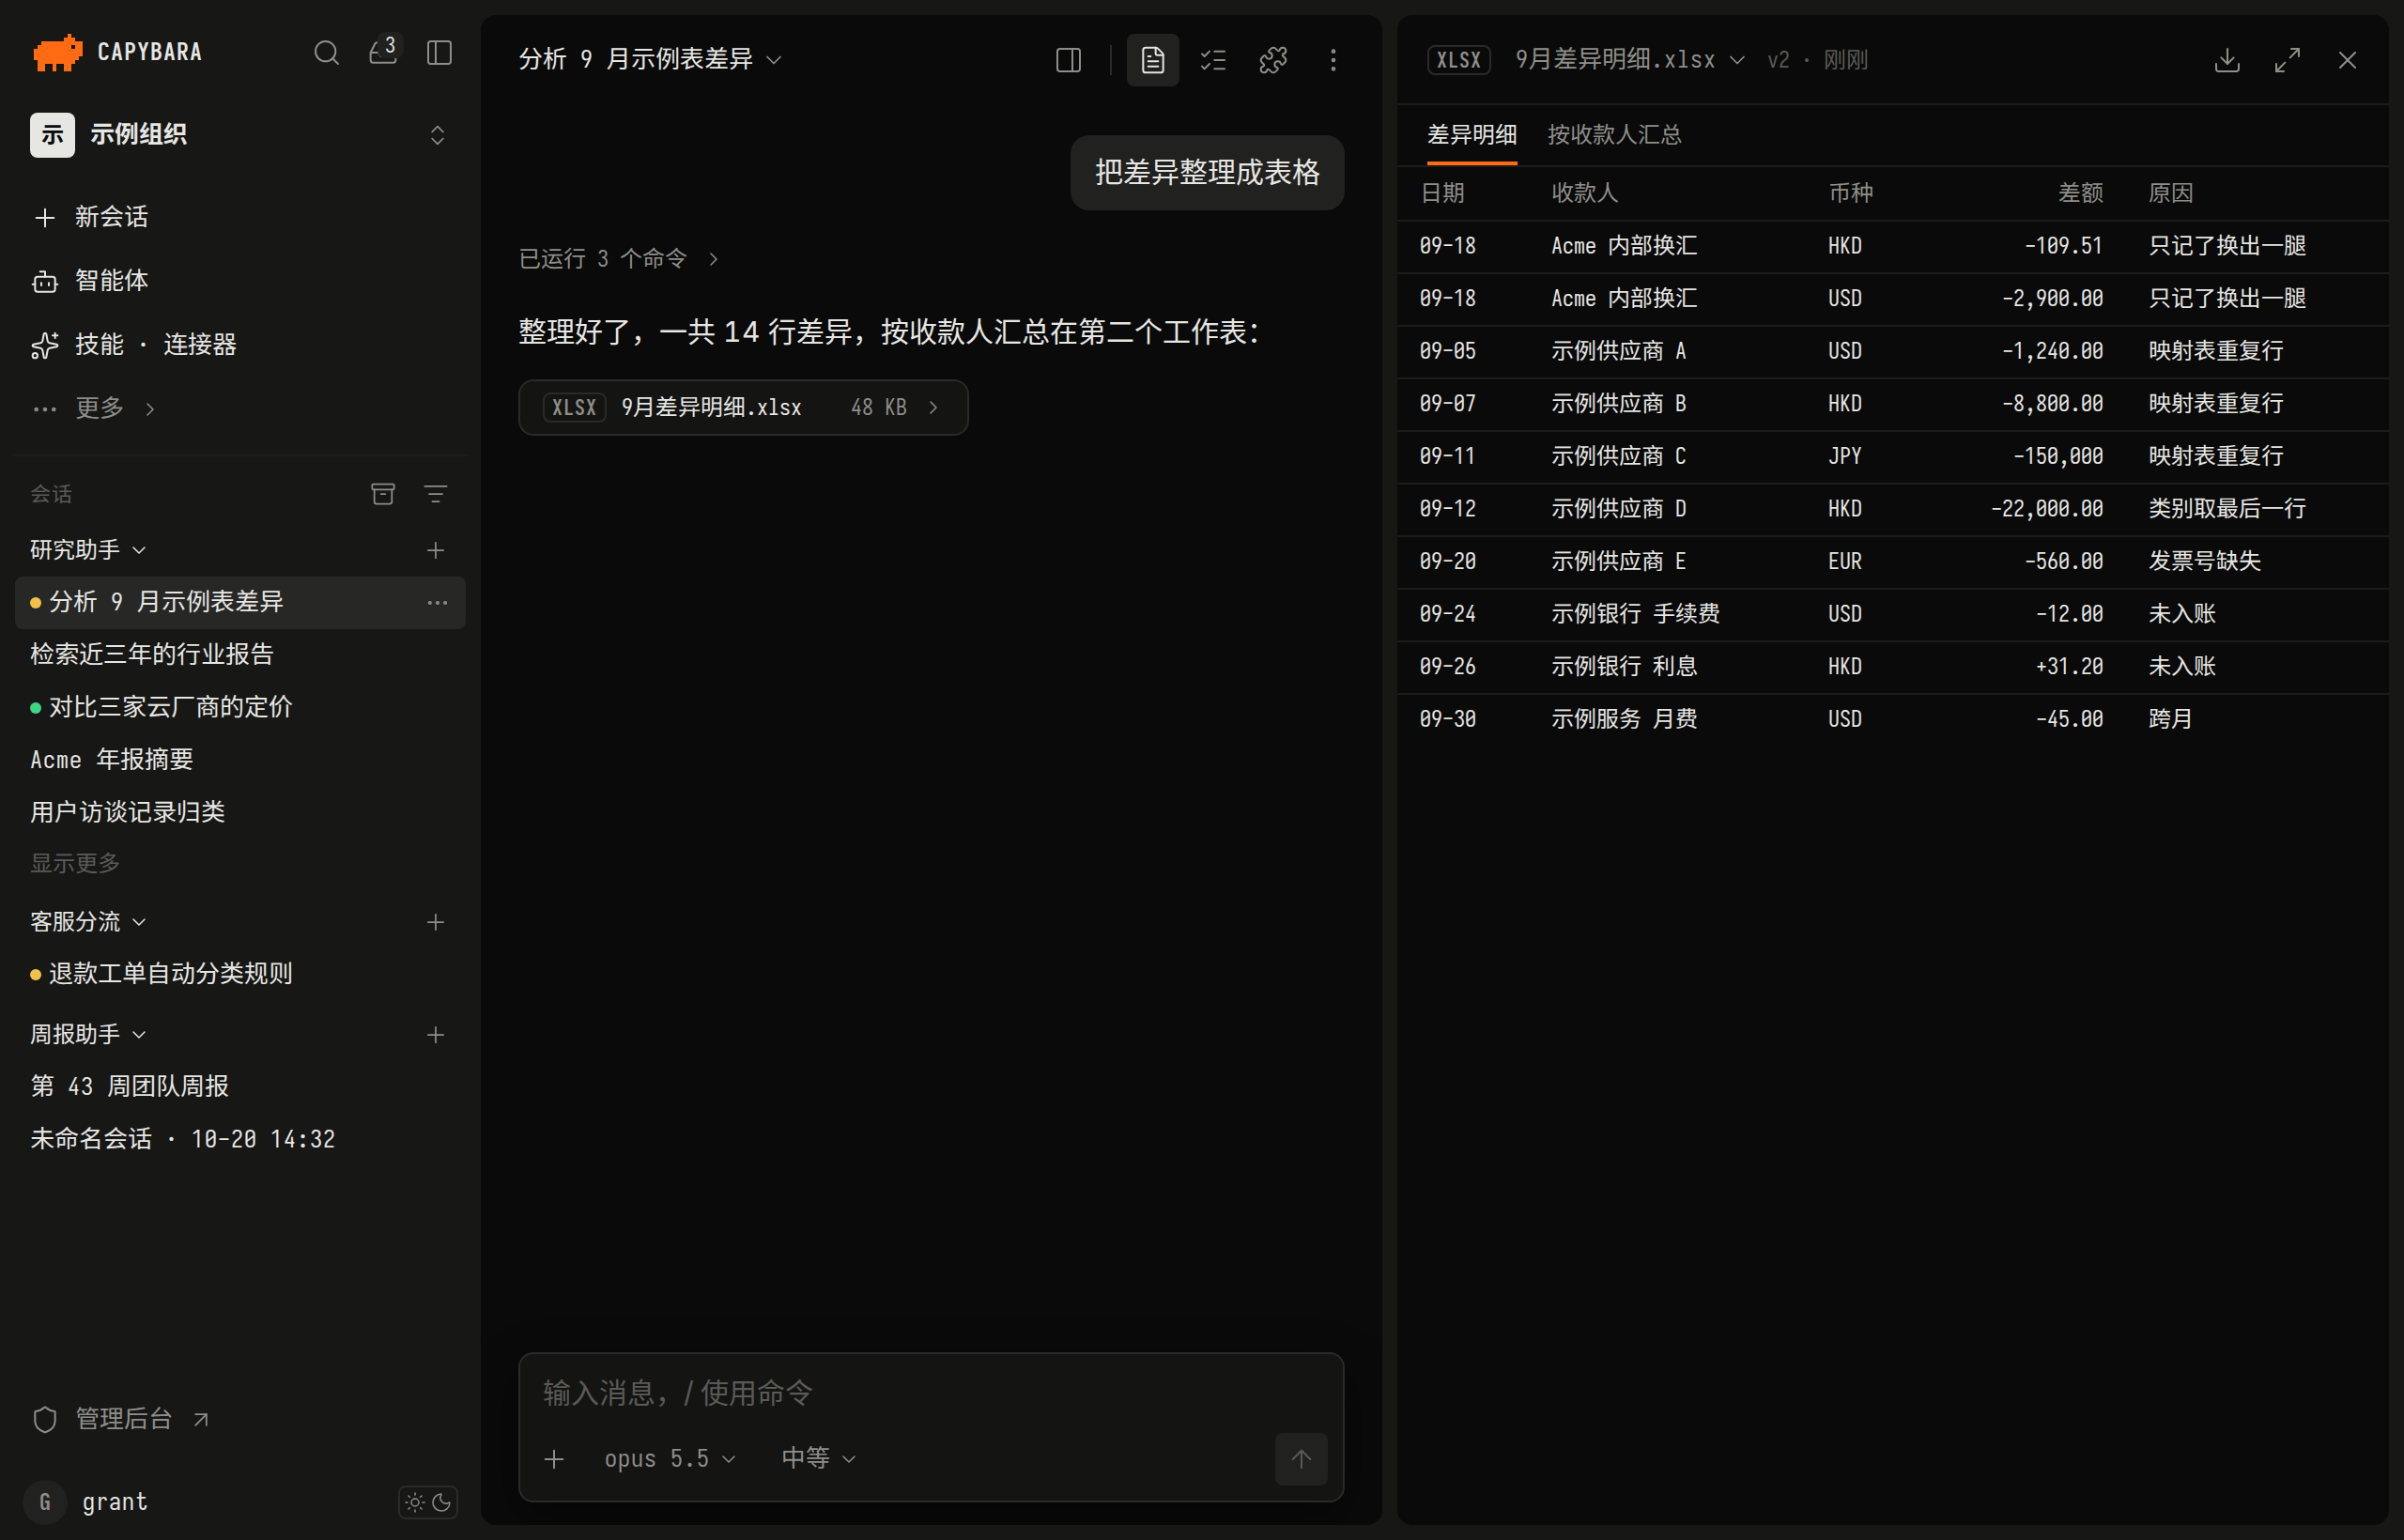 CAPYBARA
3
示 示例组织
新会话
智能体
技能 · 连接器
更多
会话
研究助手
分析 9 月示例表差异
检索近三年的行业报告
对比三家云厂商的定价
Acme 年报摘要
用户访谈记录归类
显示更多
客服分流
退款工单自动分类规则
周报助手
第 43 周团队周报
未命名会话 · 10-20 14:32
管理后台
G grant
分析 9 月示例表差异
把差异整理成表格
已运行 3 个命令
整理好了，一共 14 行差异，按收款人汇总在第二个工作表：
XLSX 9月差异明细.xlsx 48 KB
输入消息，/ 使用命令
opus 5.5 中等
XLSX 9月差异明细.xlsx v2 · 刚刚
差异明细 按收款人汇总
日期 收款人 币种 差额 原因
09-18 Acme 内部换汇 HKD -109.51 只记了换出一腿
09-18 Acme 内部换汇 USD -2,900.00 只记了换出一腿
09-05 示例供应商 A USD -1,240.00 映射表重复行
09-07 示例供应商 B HKD -8,800.00 映射表重复行
09-11 示例供应商 C JPY -150,000 映射表重复行
09-12 示例供应商 D HKD -22,000.00 类别取最后一行
09-20 示例供应商 E EUR -560.00 发票号缺失
09-24 示例银行 手续费 USD -12.00 未入账
09-26 示例银行 利息 HKD +31.20 未入账
09-30 示例服务 月费 USD -45.00 跨月